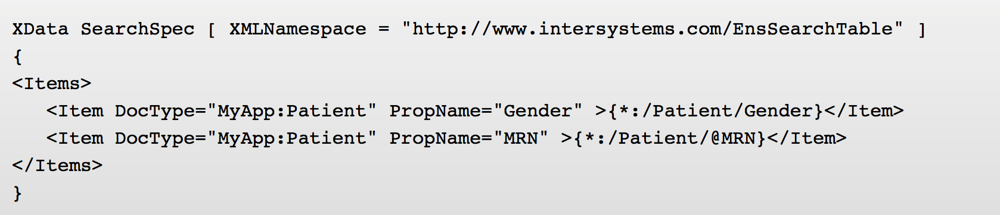 XData SearchSpec [ XMLNamespace = "http://www.intersystems.com/EnsSearchTable" ]
{
<Items>
   <Item DocType="MyApp:Patient" PropName="Gender" >{*:/Patient/Gender}</Item>
   <Item DocType="MyApp:Patient" PropName="MRN" >{*:/Patient/@MRN}</Item>
</Items>
}